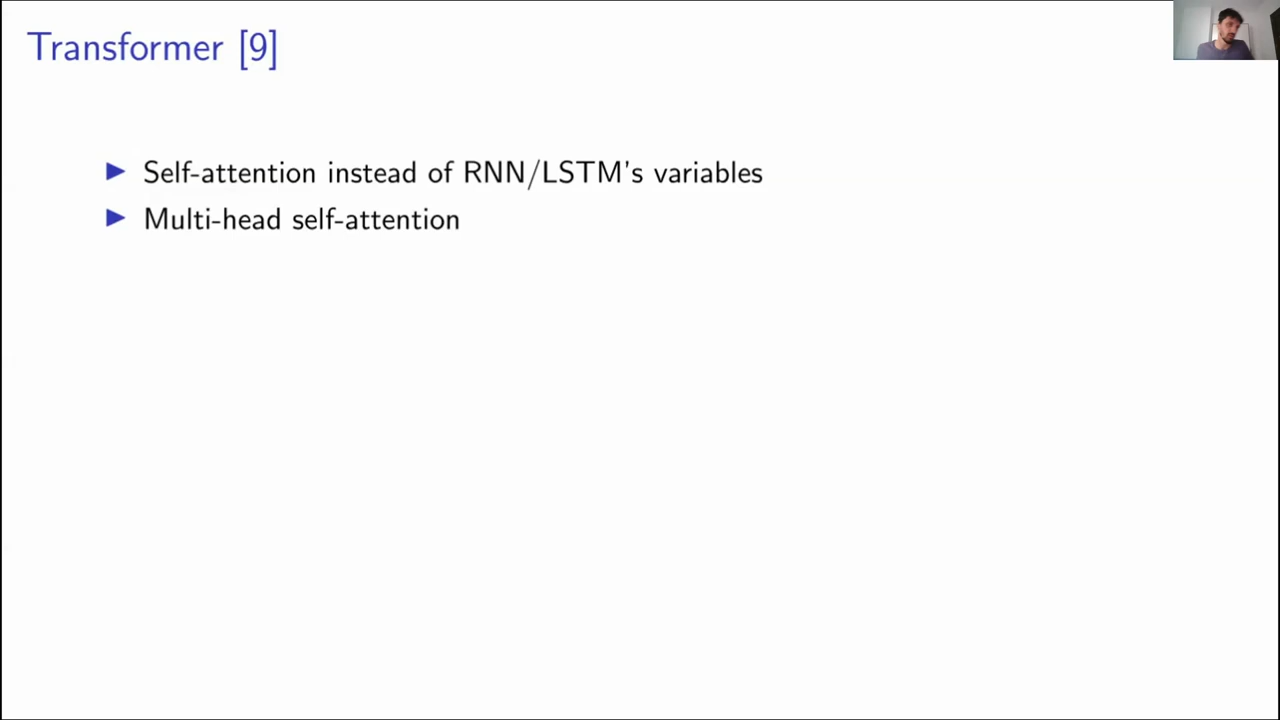 Transformer [9]
Self-attention instead of RNN/LSTM's variables
Multi-head self-attention